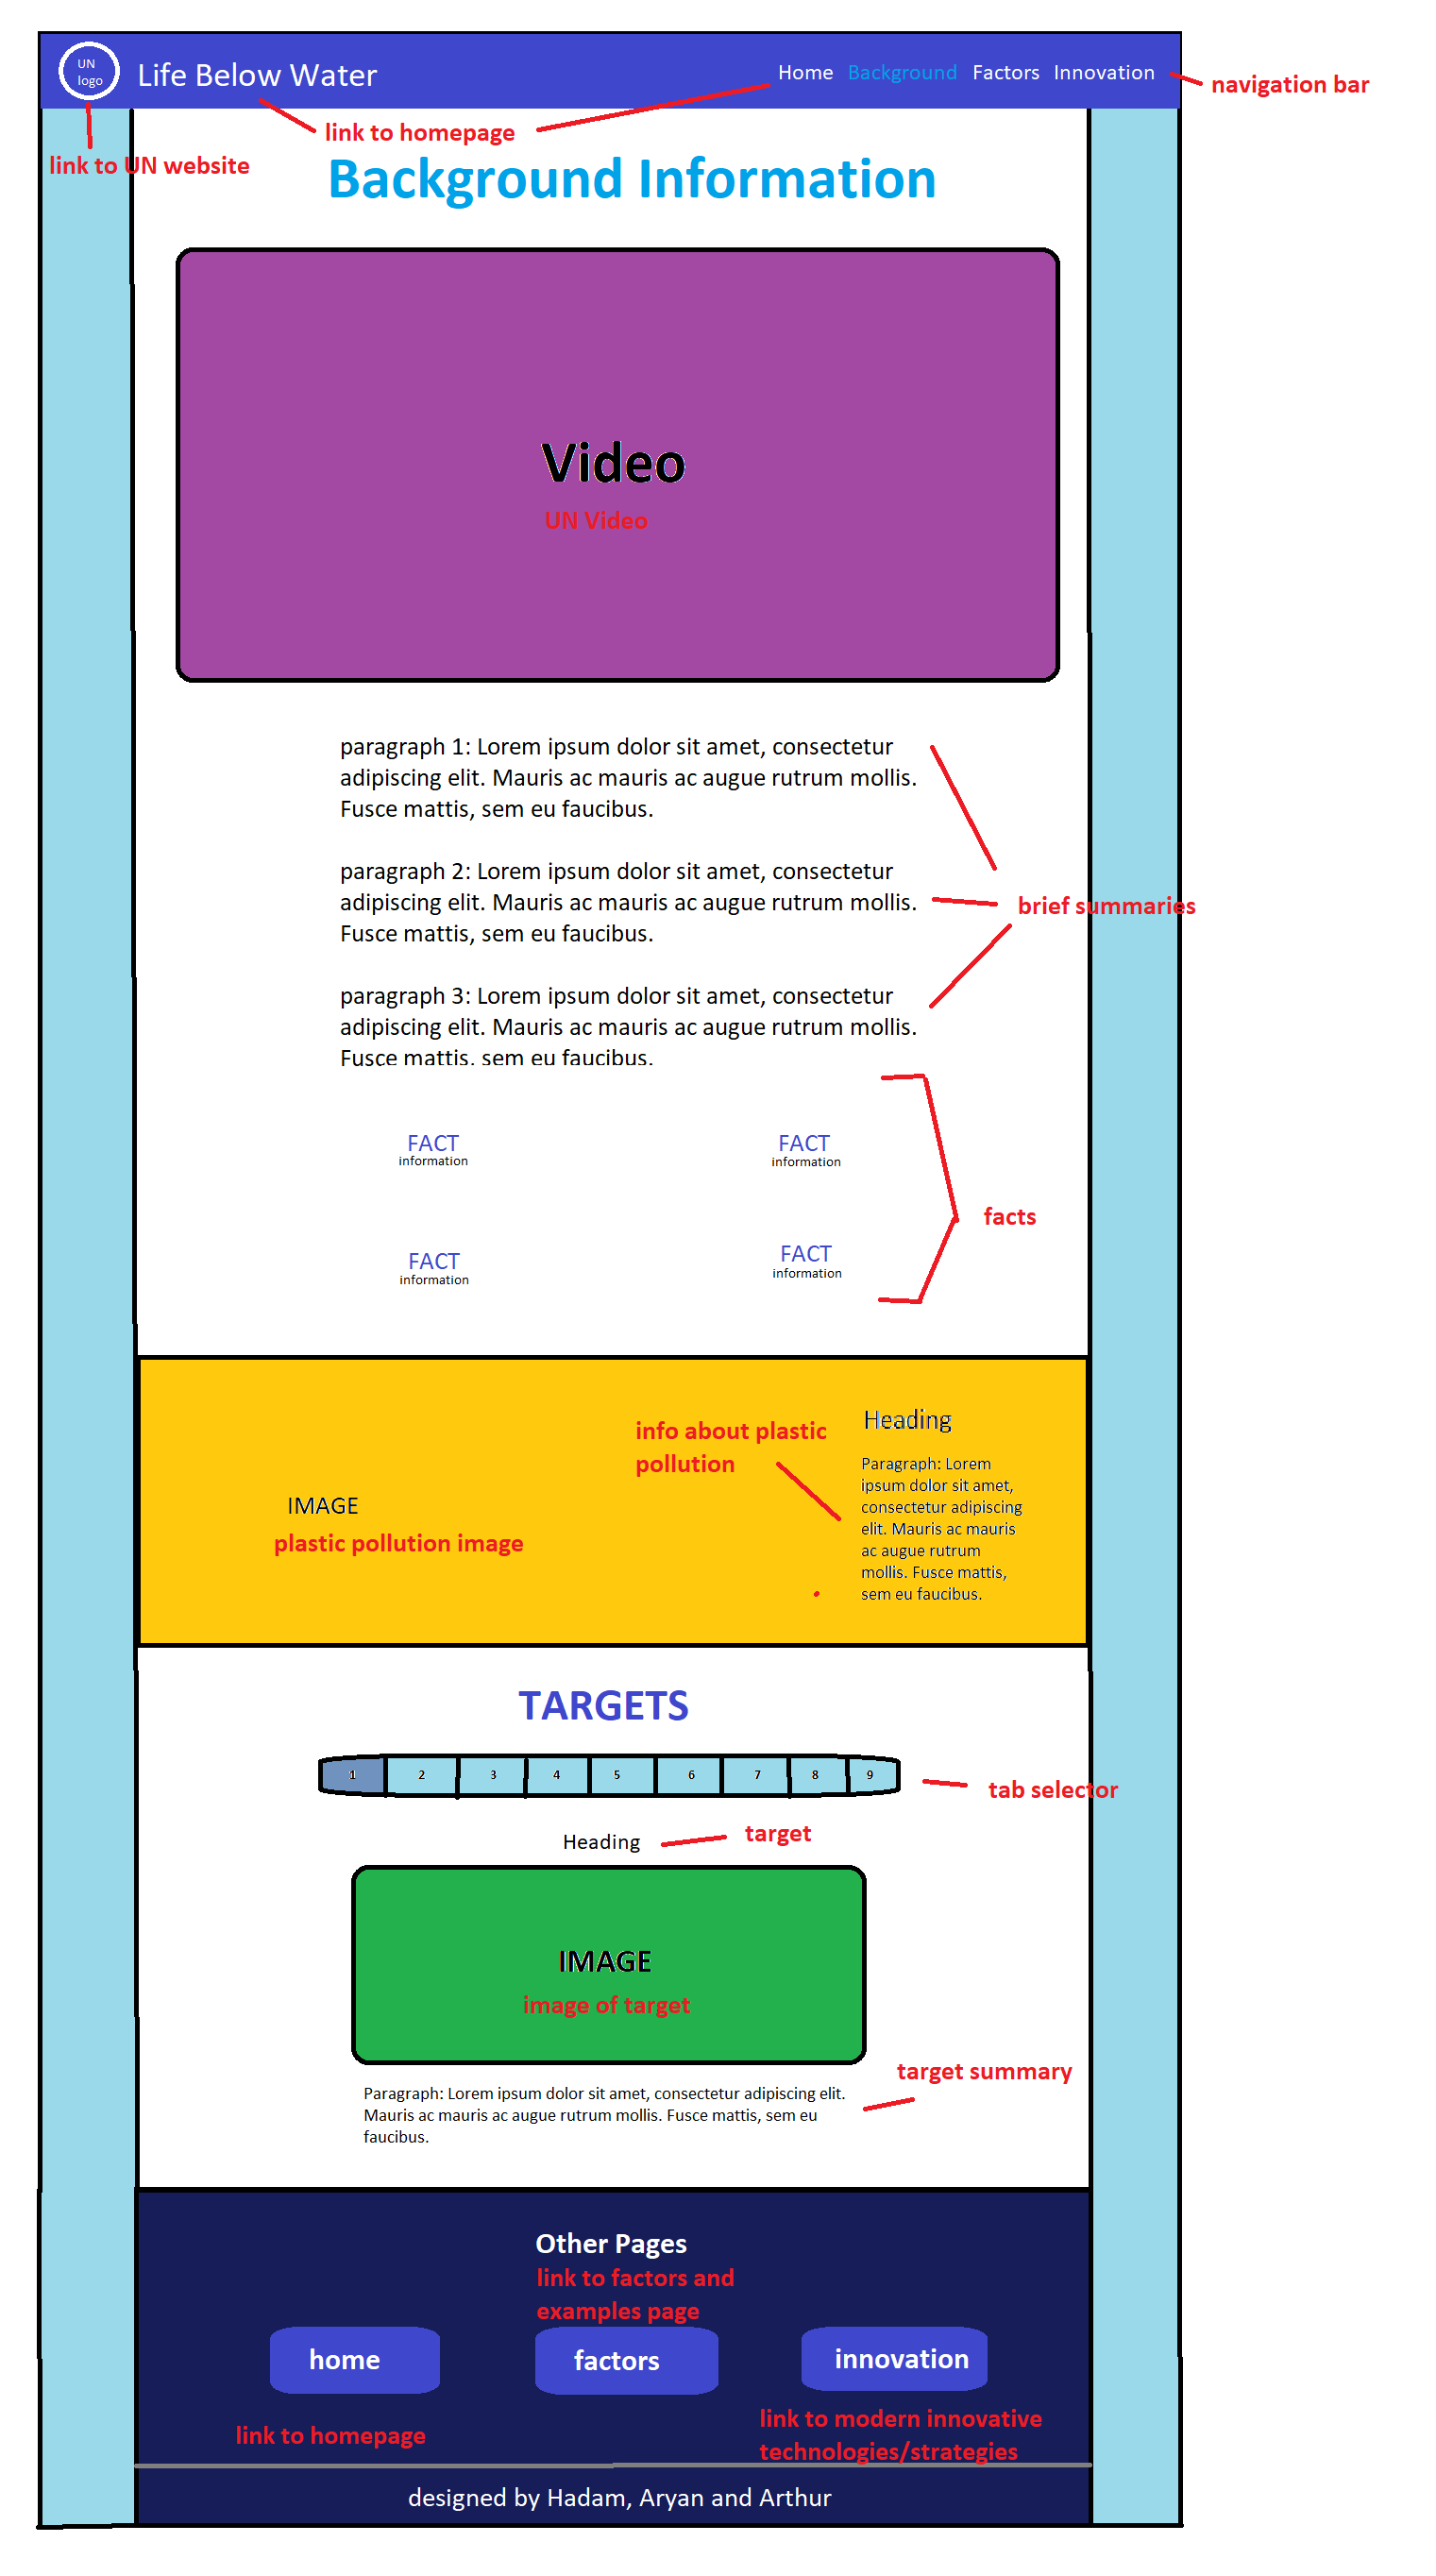 UN
logo
Life Below Water
Home Background Factors Innovation
navigation bar
link to homepage
link to UN website
Background Information
Video
UN Video
paragraph 1: Lorem ipsum dolor sit amet, consectetur
adipiscing elit. Mauris ac mauris ac augue rutrum mollis.
Fusce mattis, sem eu faucibus.
paragraph 2: Lorem ipsum dolor sit amet, consectetur
adipiscing elit. Mauris ac mauris ac augue rutrum mollis.
Fusce mattis, sem eu faucibus.
brief summaries
paragraph 3: Lorem ipsum dolor sit amet, consectetur
adipiscing elit. Mauris ac mauris ac augue rutrum mollis.
Fusce mattis, sem eu faucibus.
FACT
information
FACT
information
facts
FACT
information
FACT
information
IMAGE
plastic pollution image
info about plastic
pollution
Heading
Paragraph: Lorem
ipsum dolor sit amet,
consectetur adipiscing
elit. Mauris ac mauris
ac augue rutrum
mollis. Fusce mattis,
sem eu faucibus.
TARGETS
1 2 3 4 5 6 7 8 9
tab selector
Heading
target
IMAGE
image of target
target summary
Paragraph: Lorem ipsum dolor sit amet, consectetur adipiscing elit.
Mauris ac mauris ac augue rutrum mollis. Fusce mattis, sem eu
faucibus.
Other Pages
link to factors and
examples page
home
factors
innovation
link to homepage
link to modern innovative
technologies/strategies
designed by Hadam, Aryan and Arthur